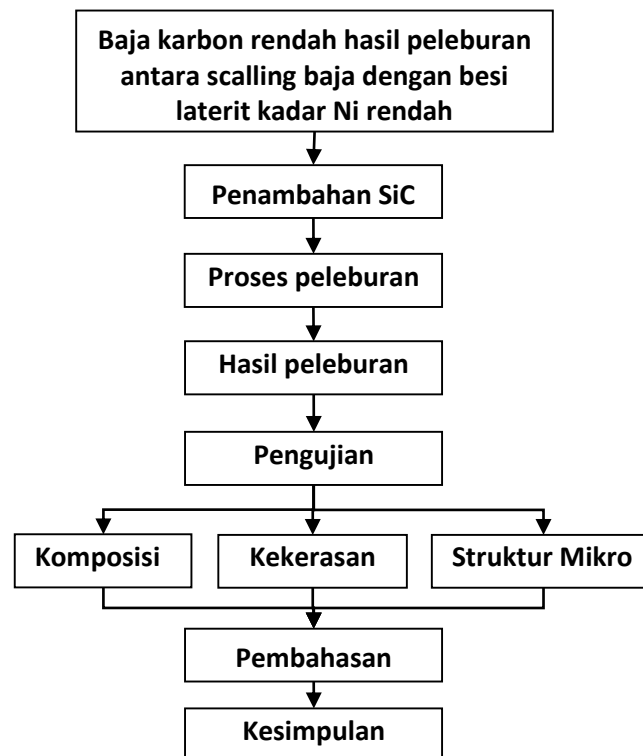 Baja karbon rendah hasil peleburan
antara scalling baja dengan besi
laterit kadar Ni rendah
Penambahan SiC
Proses peleburan
Hasil peleburan
Pengujian
Komposisi
Kekerasan
Struktur Mikro
Pembahasan
Kesimpulan